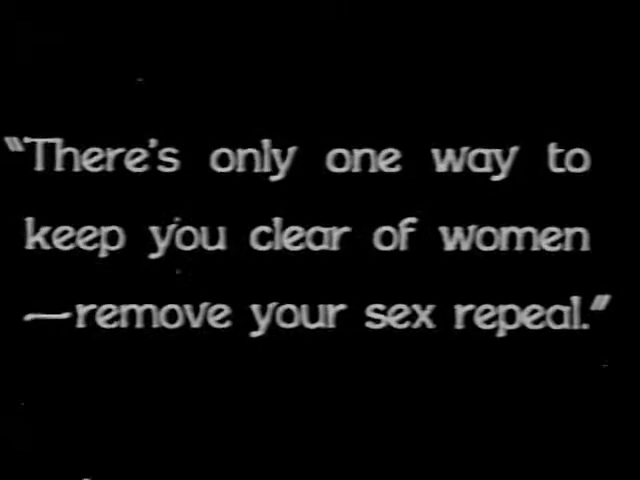 "There's only one way to
keep you clear of women
—remove your sex repeal."